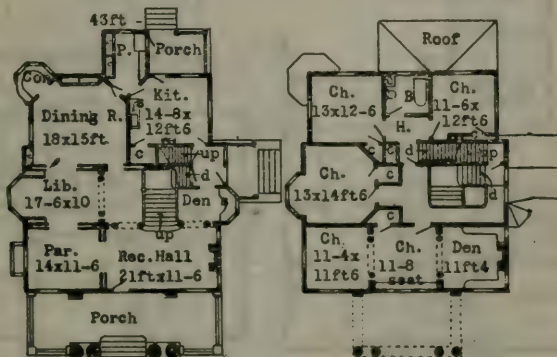 43ft
P.
Porch
Con
Kit.
14-8x
12ft6
Dining R.
18x15ft.
c
up
d
Lib.
17-6x10
Den
up
Par.
14x11-6
Rec.Hall
21ftx11-6
Porch
Roof
Ch.
13x12-6
B
Ch.
11-6x
12ft6
H.
c
c
d
p
Ch.
13x14ft6
c
d
c
Ch.
11-4x
11ft6
Ch.
11-8
seat
Den
11ft4